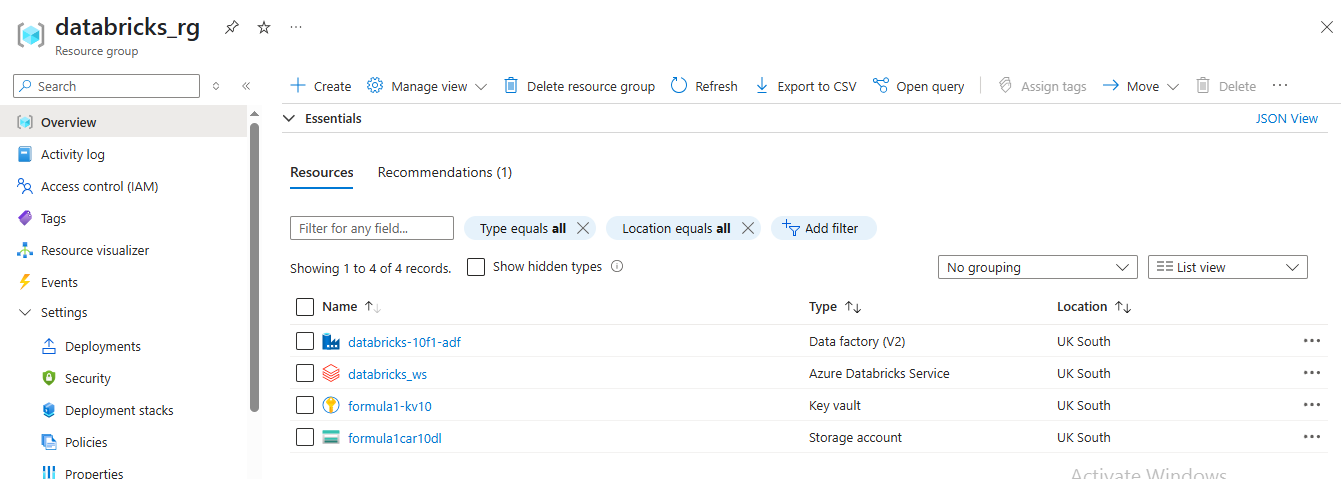 databricks_rg
Resource group
Search
Overview
Activity log
Access control (IAM)
Tags
Resource visualizer
Events
Settings
Deployments
Security
Deployment stacks
Policies
Properties
Create Manage view Delete resource group Refresh Export to CSV Open query Assign tags Move Delete
Essentials JSON View
Resources Recommendations (1)
Filter for any field... Type equals all Location equals all Add filter
Showing 1 to 4 of 4 records. Show hidden types No grouping List view
Name Type Location
databricks-10f1-adf Data factory (V2) UK South
databricks_ws Azure Databricks Service UK South
formula1-kv10 Key vault UK South
formula1car10dl Storage account UK South
Activate Windows